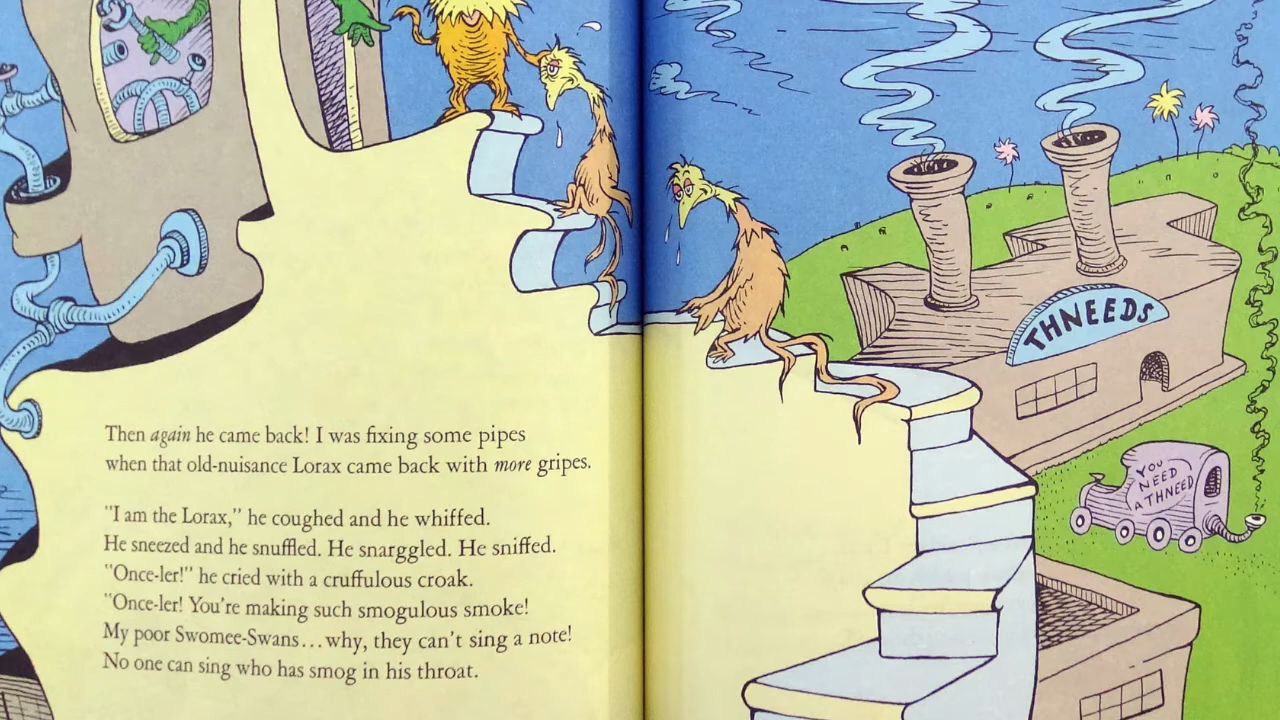 Then again he came back! I was fixing some pipes
when that old-nuisance Lorax came back with more gripes.
"I am the Lorax," he coughed and he whiffed.
He sneezed and he snuffled. He snarggled. He sniffed.
"Once-ler!" he cried with a cruffulous croak.
"Once-ler! You're making such smogulous smoke!
My poor Swomee-Swans...why, they can't sing a note!
No one can sing who has smog in his throat.
THNEEDS
YOU
NEED
A THNEED